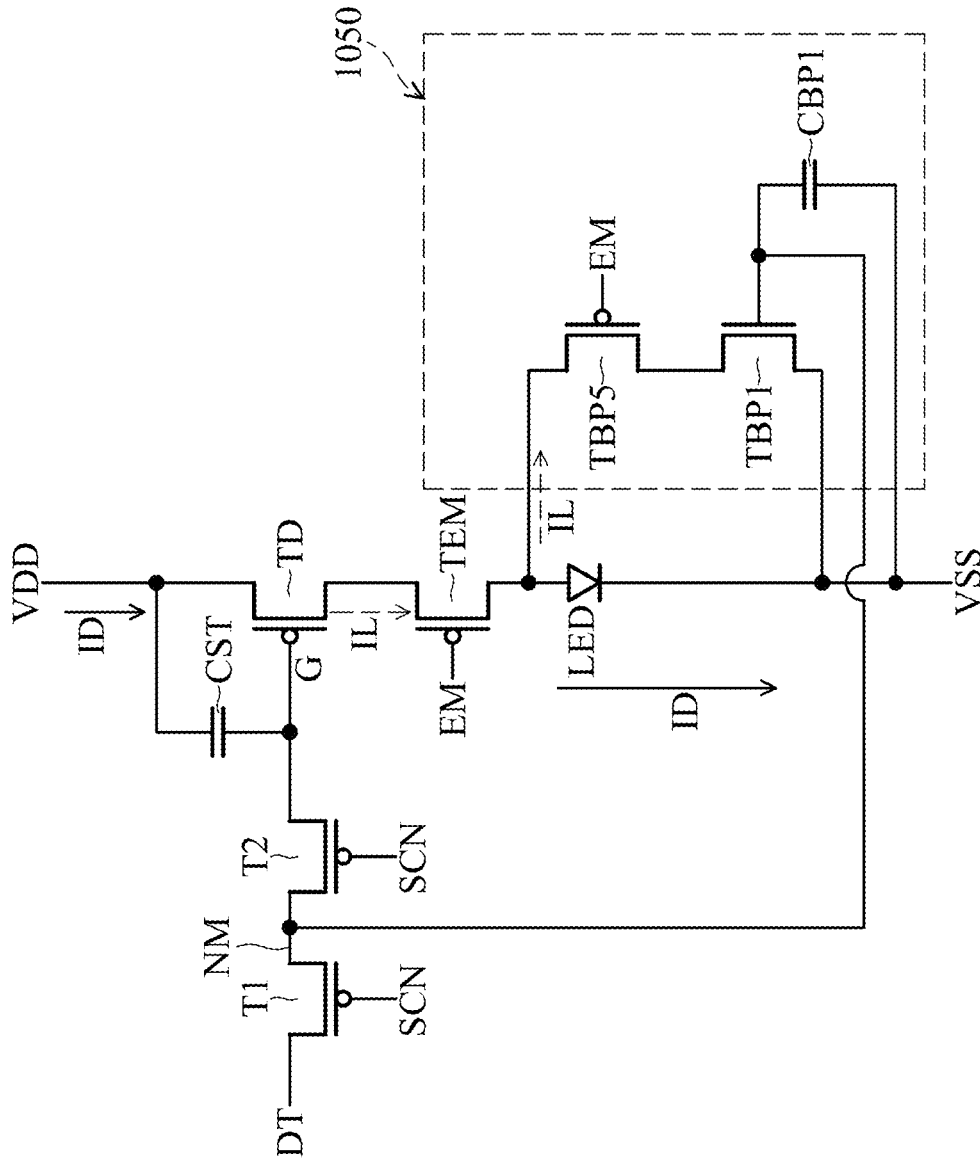 1050
VDD
ID
TD
CST
G
IL
TEM
EM
LED
ID
IL
TBP5
EM
TBP1
CBP1
VSS
T2
SCN
NM
T1
SCN
DT